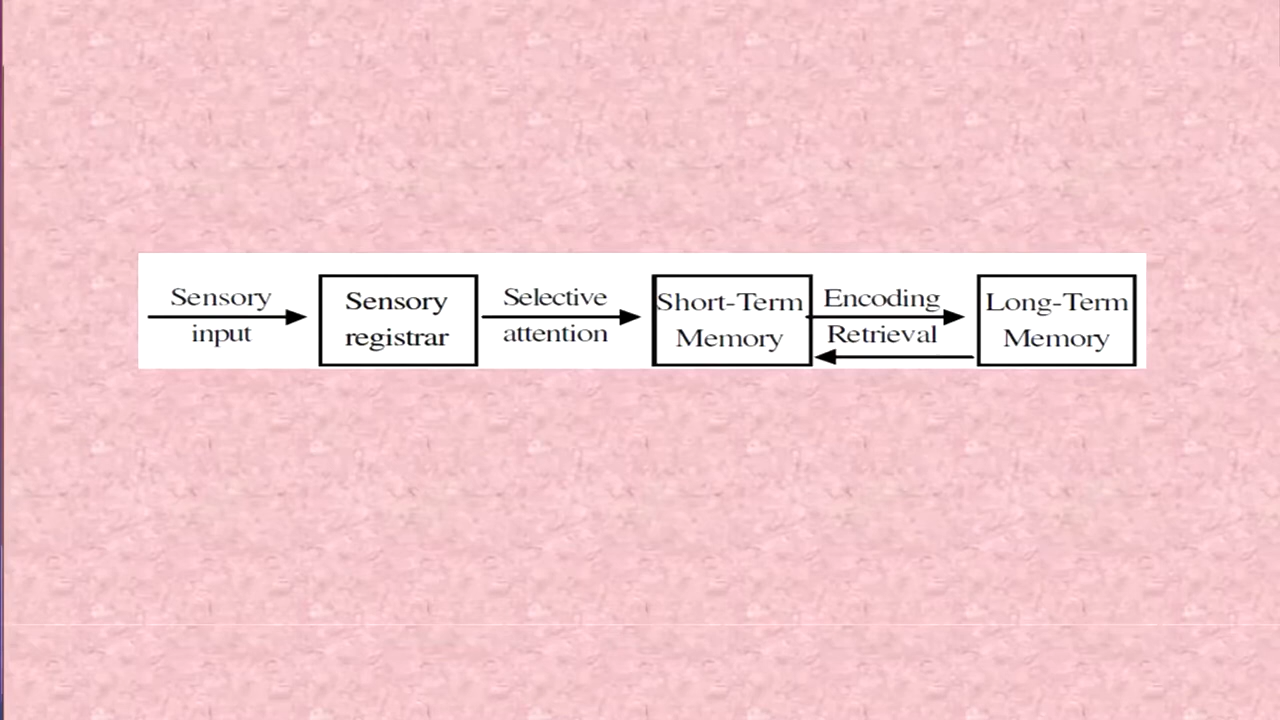 Sensory
input
Sensory
registrar
Selective
attention
Short-Term
Memory
Encoding
Retrieval
Long-Term
Memory